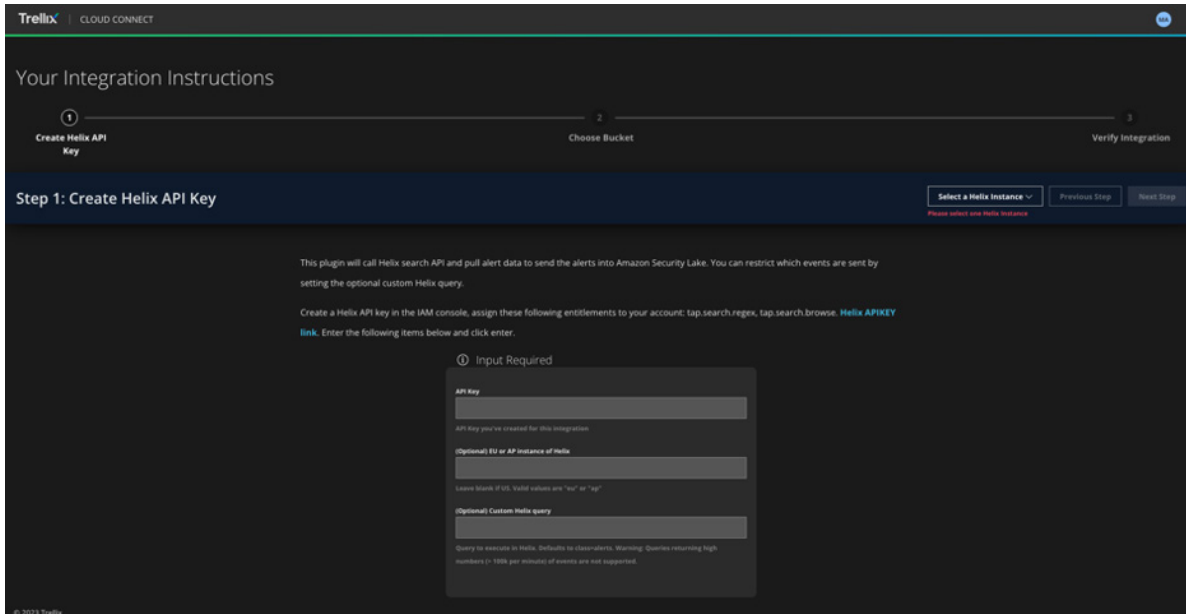 Trellix | CLOUD CONNECT
MA
Your Integration Instructions
1
2
3
Create Helix API
Key
Choose Bucket
Verify Integration
Step 1: Create Helix API Key
Select a Helix Instance
Previous Step
Next Step
Please select one Helix Instance
This plugin will call Helix search API and pull alert data to send the alerts into Amazon Security Lake. You can restrict which events are sent by
setting the optional custom Helix query.
Create a Helix API key in the IAM console, assign these following entitlements to your account: tap.search.regex, tap.search.browse. Helix APIKEY
link. Enter the following items below and click enter.
Input Required
API Key
API Key you've created for this integration
(Optional) EU or AP instance of Helix
Leave blank if US. Valid values are "eu" or "ap"
(Optional) Custom Helix query
Query to execute in Helix. Defaults to class=alerts. Warning: Queries returning high
numbers (> 100k per minute) of events are not supported.
© 2023 Trellix